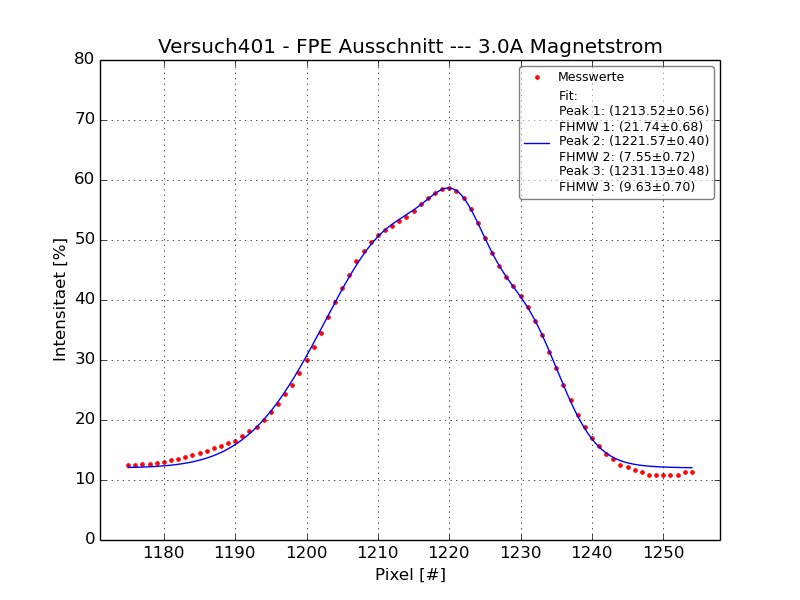 Versuch401 - FPE Ausschnitt --- 3.0A Magnetstrom
Messwerte
Fit:
Peak 1: (1213.52±0.56)
FHMW 1: (21.74±0.68)
Peak 2: (1221.57±0.40)
FHMW 2: (7.55±0.72)
Peak 3: (1231.13±0.48)
FHMW 3: (9.63±0.70)
Intensitaet [%]
80
70
60
50
40
30
20
10
0
1180 1190 1200 1210 1220 1230 1240 1250
Pixel [#]